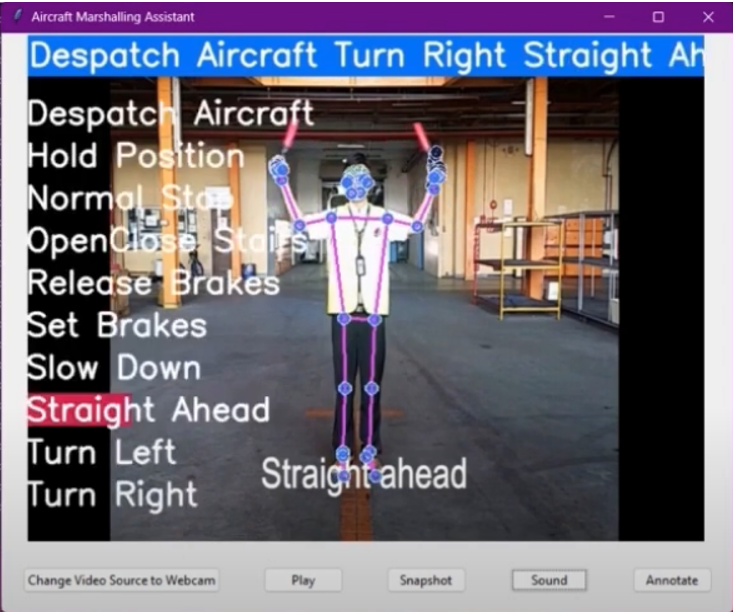 Aircraft Marshalling Assistant
Despatch Aircraft Turn Right Straight Ah
Despatch Aircraft
Hold Position
Normal Stop
OpenClose Stairs
Release Brakes
Set Brakes
Slow Down
Straight Ahead
Turn Left
Turn Right
Straight ahead
Change Video Source to Webcam
Play
Snapshot
Sound
Annotate